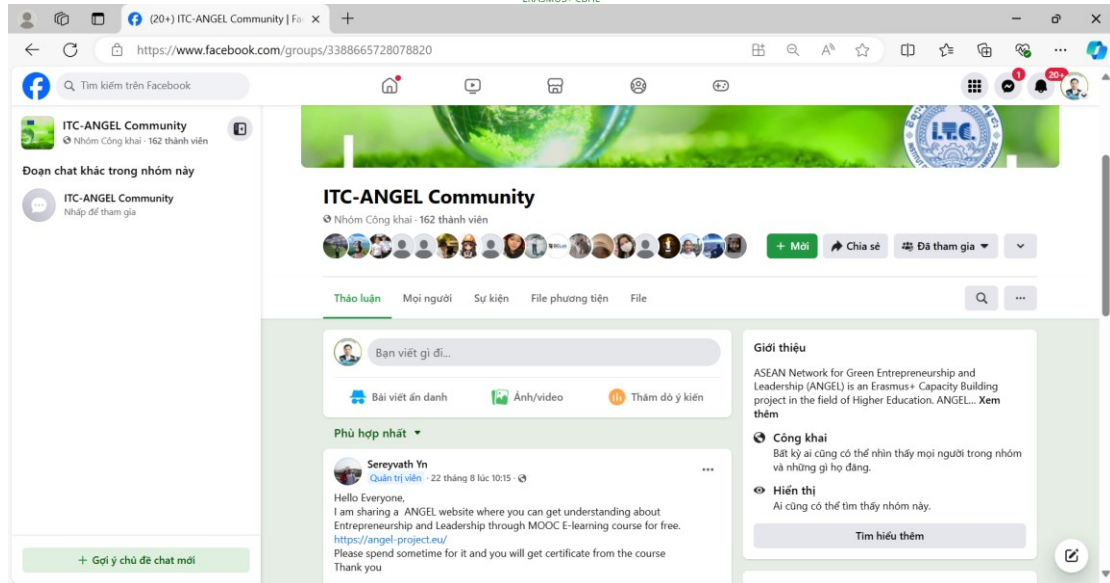 (20+) ITC-ANGEL Community | Fa
https://www.facebook.com/groups/3388665728078820
Tìm kiếm trên Facebook
1
20+
ITC-ANGEL Community
Nhóm Công khai · 162 thành viên
Đoạn chat khác trong nhóm này
ITC-ANGEL Community
Nhấp để tham gia
+ Gợi ý chủ đề chat mới
I.T.C.
ITC-ANGEL Community
Nhóm Công khai · 162 thành viên
+ Mời
Chia sẻ
Đã tham gia
Thảo luận Mọi người Sự kiện File phương tiện File
Bạn viết gì đi...
Bài viết ẩn danh Ảnh/video Thăm dò ý kiến
Phù hợp nhất
Sereyvath Yn
Quản trị viên · 22 tháng 8 lúc 10:15
Hello Everyone,
I am sharing a ANGEL website where you can get understanding about
Entrepreneurship and Leadership through MOOC E-learning course for free.
https://angel-project.eu/
Please spend sometime for it and you will get certificate from the course
Thank you
Giới thiệu
ASEAN Network for Green Entrepreneurship and
Leadership (ANGEL) is an Erasmus+ Capacity Building
project in the field of Higher Education. ANGEL... Xem
thêm
Công khai
Bất kỳ ai cũng có thể nhìn thấy mọi người trong nhóm
và những gì họ đăng.
Hiển thị
Ai cũng có thể tìm thấy nhóm này.
Tìm hiểu thêm